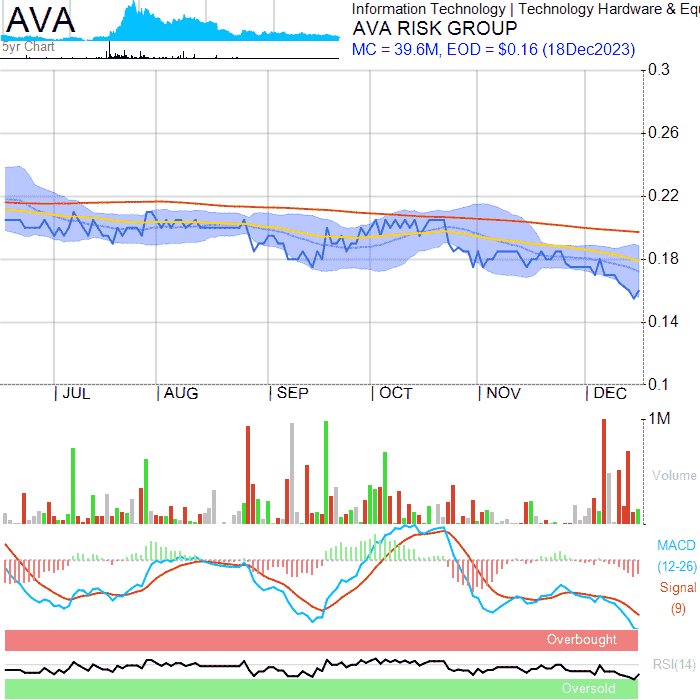 AVA
5yr Chart
Information Technology | Technology Hardware & Equ
AVA RISK GROUP
MC = 39.6M, EOD = $0.16 (18Dec2023)
0.3
0.26
0.22
0.18
0.14
0.1
JUL AUG SEP OCT NOV DEC
1M
Volume
MACD
(12-26)
Signal
(9)
Overbought
RSI(14)
Oversold